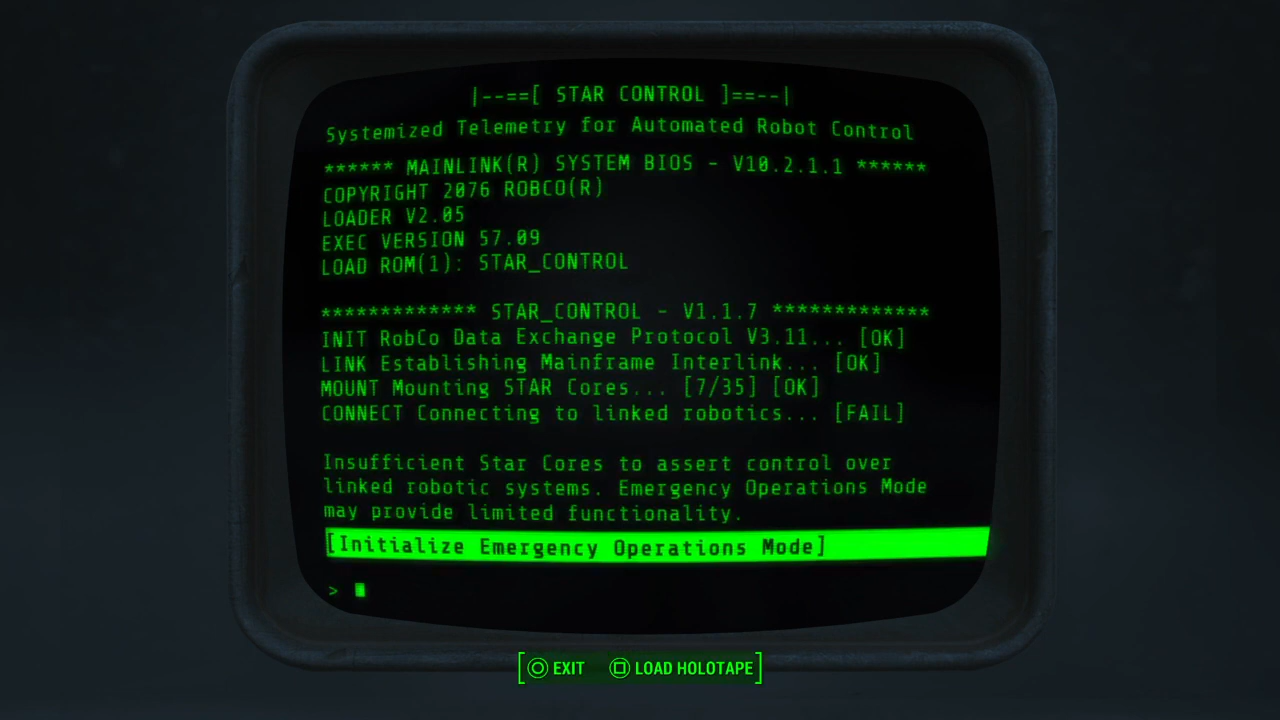 |--==[ STAR CONTROL ]==--|
Systemized Telemetry for Automated Robot Control
****** MAINLINK(R) SYSTEM BIOS - V10.2.1.1 ******
COPYRIGHT 2076 ROBCO(R)
LOADER V2.05
EXEC VERSION 57.09
LOAD ROM(1): STAR_CONTROL
************* STAR_CONTROL - V1.1.7 *************
INIT RobCo Data Exchange Protocol V3.11... [OK]
LINK Establishing Mainframe Interlink... [OK]
MOUNT Mounting STAR Cores... [7/35] [OK]
CONNECT Connecting to linked robotics... [FAIL]
Insufficient Star Cores to assert control over
linked robotic systems. Emergency Operations Mode
may provide limited functionality.
[Initialize Emergency Operations Mode]
>
EXIT LOAD HOLOTAPE